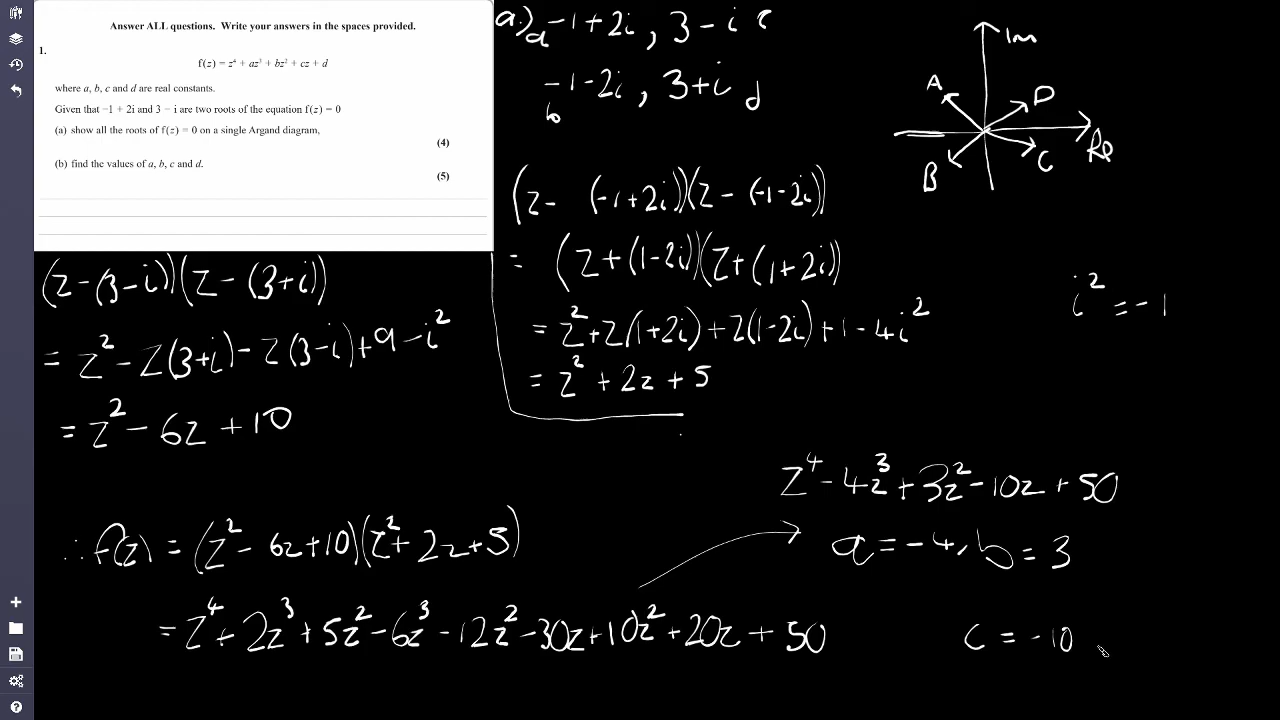 Answer ALL questions. Write your answers in the spaces provided.
1.
f(z) = z⁴ + az³ + bz² + cz + d
where a, b, c and d are real constants.
Given that −1 + 2i and 3 − i are two roots of the equation f(z) = 0
(a) show all the roots of f(z) = 0 on a single Argand diagram,
(4)
(b) find the values of a, b, c and d.
(5)
a.) a -1+2i , 3-i c
-1-2i , 3+i d
b
Im
A
D
Re
B
C
(z - (-1+2i))(z - (-1-2i))
= (z+(1-2i))(z+(1+2i))
= z² + z(1+2i) + z(1-2i) + 1 - 4i²
= z² + 2z + 5
i² = -1
(z-(3-i))(z-(3+i))
= z² - z(3+i) - z(3-i) + 9 - i²
= z² - 6z + 10
∴ f(z) = (z² - 6z+10)(z² + 2z+5)
= z⁴ + 2z³ + 5z² - 6z³ - 12z² - 30z + 10z² + 20z + 50
z⁴ - 4z³ + 3z² - 10z + 50
a = -4, b = 3
c = -10